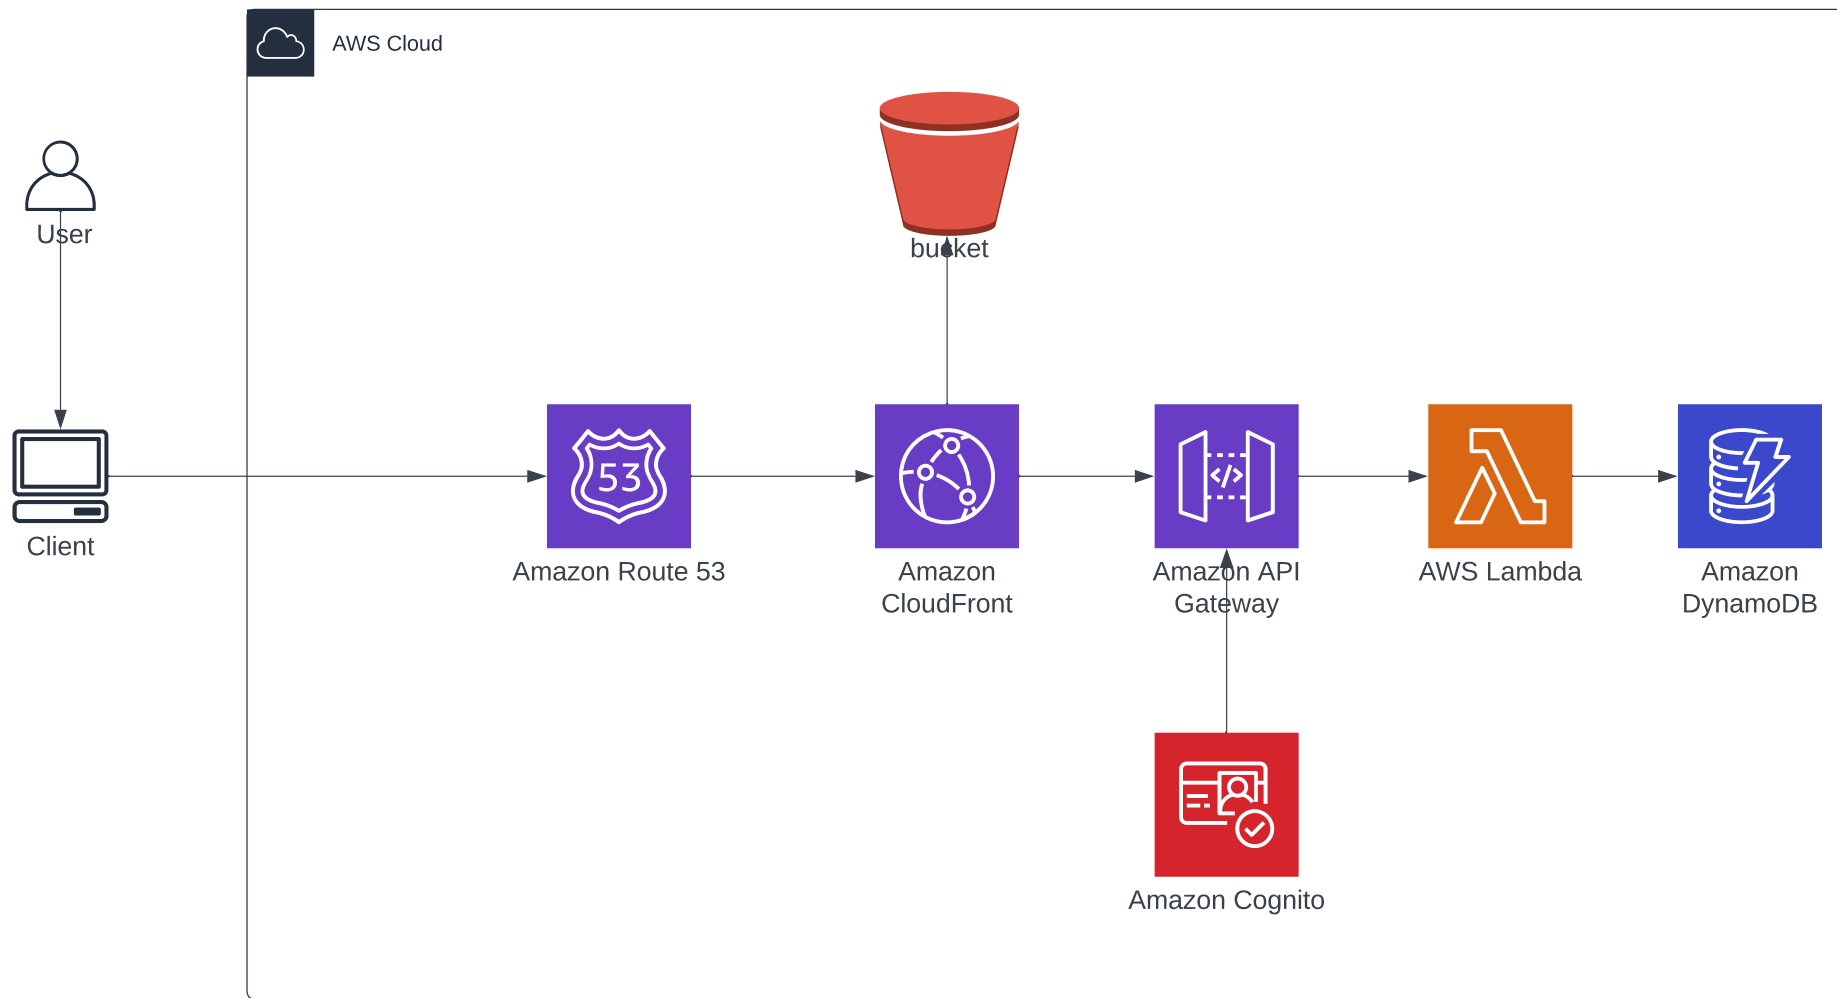 AWS Cloud
User
bucket
Client
53
Amazon Route 53
Amazon
CloudFront
</>
Amazon API
Gateway
AWS Lambda
Amazon
DynamoDB
Amazon Cognito